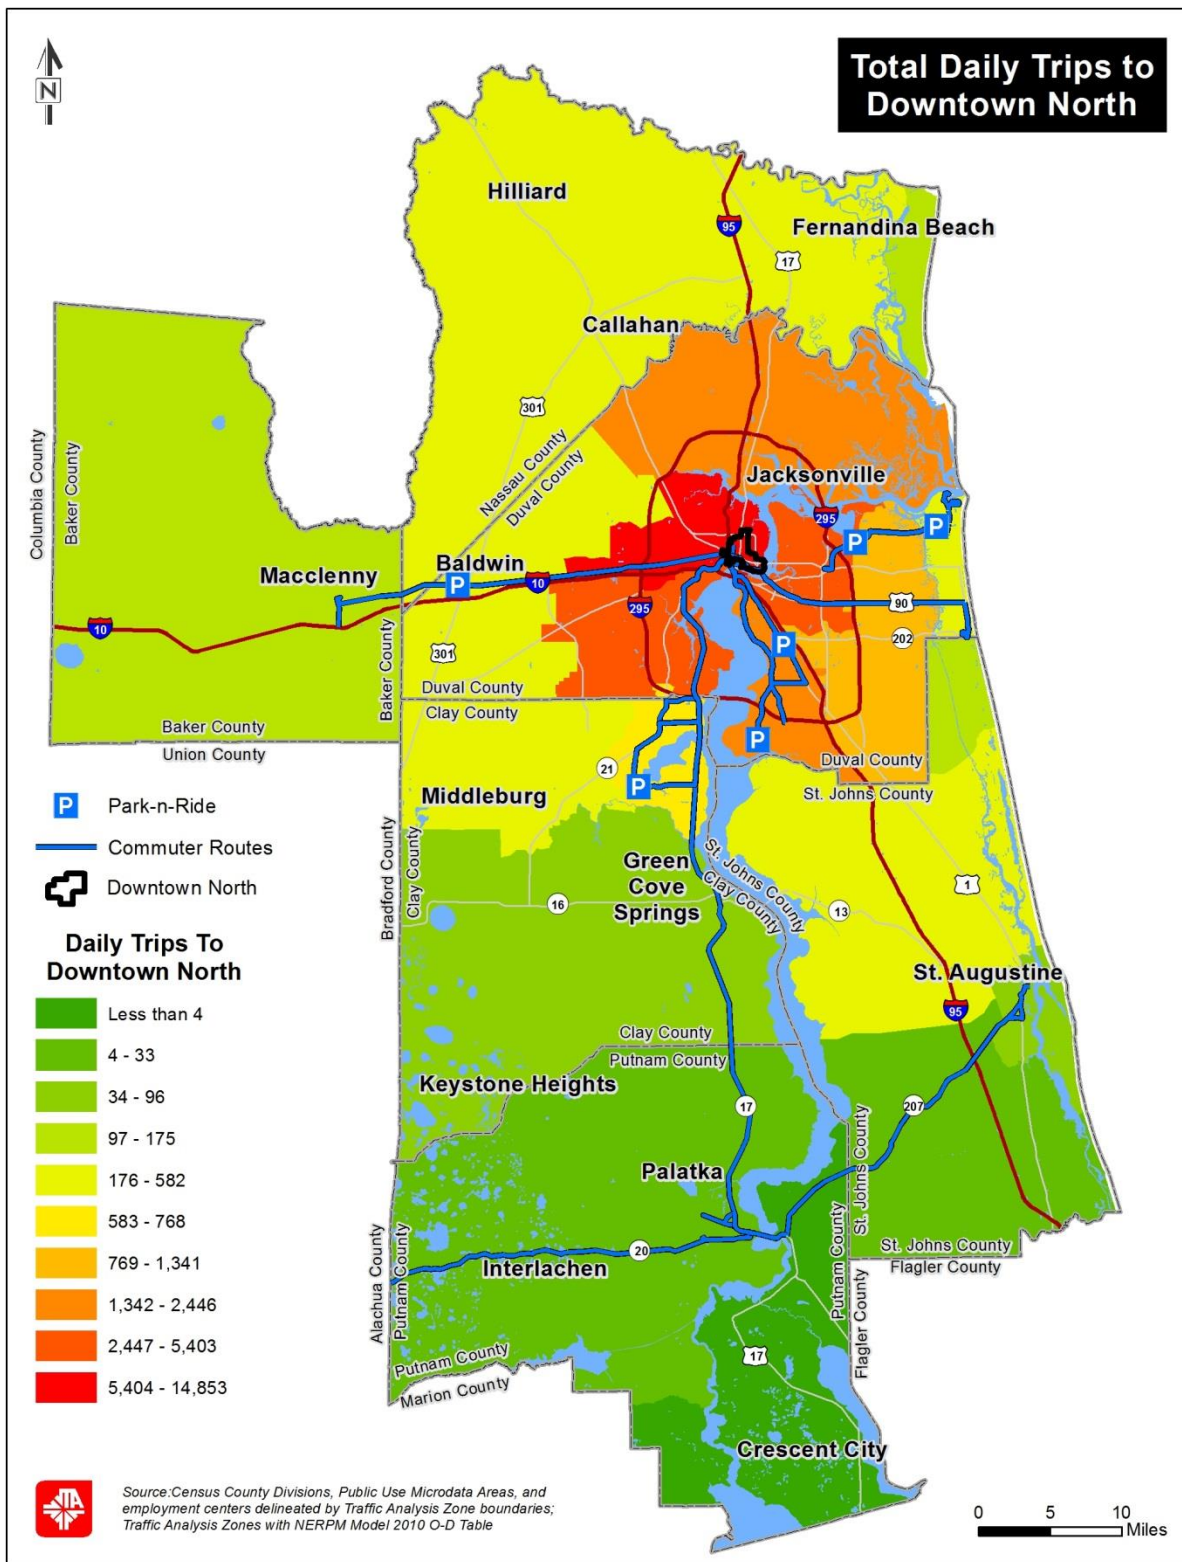 Total Daily Trips to
Downtown North
N
Hilliard
95
Fernandina Beach
17
Callahan
301
Nassau County
Duval County
Columbia County
Baker County
Jacksonville
295
P
P
Macclenny
Baldwin
P
10
295
90
10
202
301
P
Baker County
Duval County
Clay County
Baker County
Union County
P
Duval County
St. Johns County
21
P
Middleburg
Park-n-Ride
Commuter Routes
Downtown North
Bradford County
Clay County
Green
Cove
Springs
St. Johns County
Clay County
1
16
13
Daily Trips To
Downtown North
Less than 4
4 - 33
34 - 96
97 - 175
176 - 582
583 - 768
769 - 1,341
1,342 - 2,446
2,447 - 5,403
5,404 - 14,853
St. Augustine
95
Clay County
Putnam County
Keystone Heights
17
207
Palatka
St. Johns County
Putnam County
Alachua County
Putnam County
20
Interlachen
St. Johns County
Flagler County
Flagler County
Putnam County
Marion County
17
Crescent City
JTA
Source:Census County Divisions, Public Use Microdata Areas, and
employment centers delineated by Traffic Analysis Zone boundaries;
Traffic Analysis Zones with NERPM Model 2010 O-D Table
0 5 10
Miles